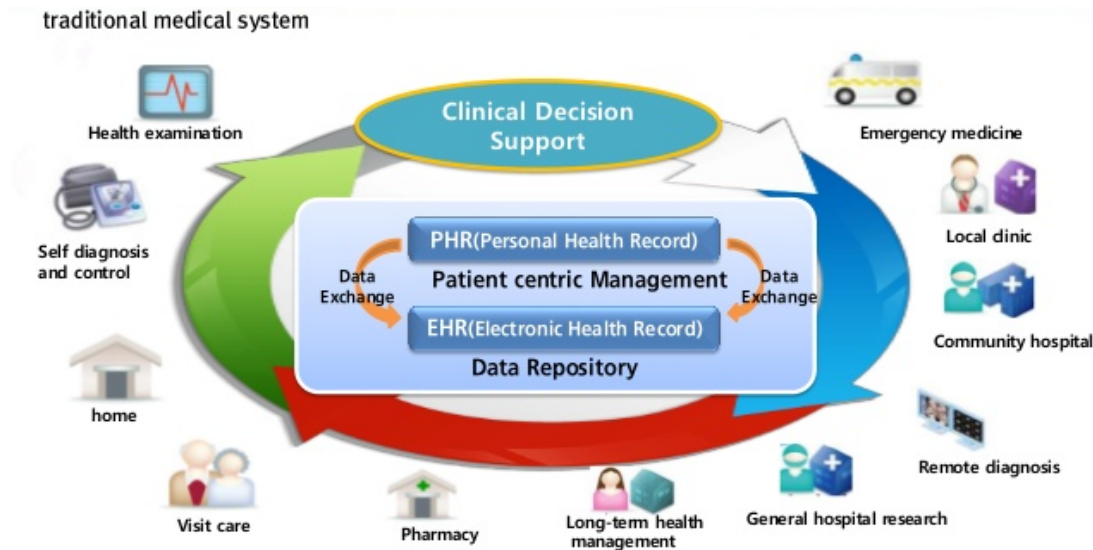 traditional medical system
Clinical Decision
Support
Health examination
Emergency medicine
Self diagnosis
and control
Local clinic
PHR(Personal Health Record)
Patient centric Management
Data
Exchange
Data
Exchange
EHR(Electronic Health Record)
Data Repository
Community hospital
home
Remote diagnosis
Visit care
Pharmacy
Long-term health
management
General hospital research